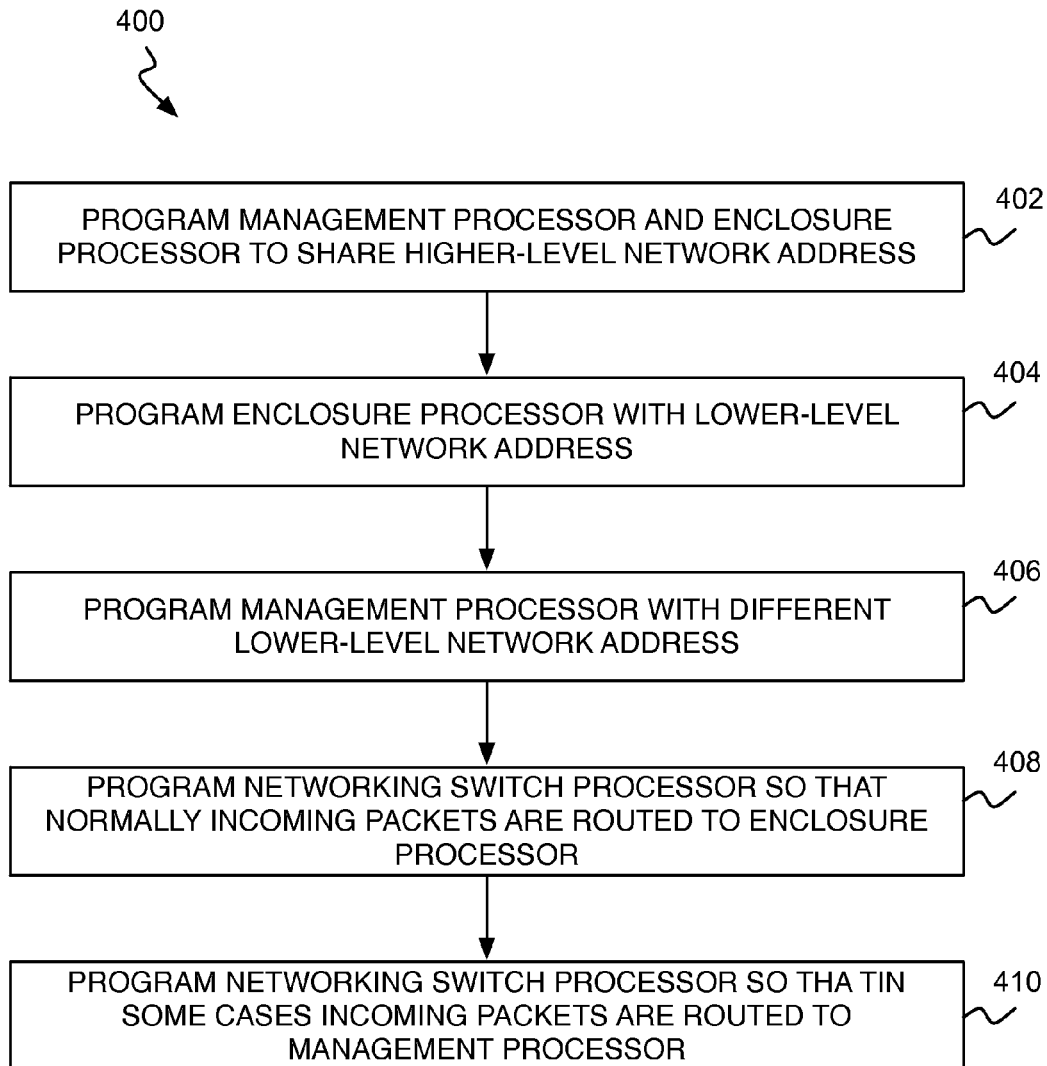 400
PROGRAM MANAGEMENT PROCESSOR AND ENCLOSURE
PROCESSOR TO SHARE HIGHER-LEVEL NETWORK ADDRESS
402
PROGRAM ENCLOSURE PROCESSOR WITH LOWER-LEVEL
NETWORK ADDRESS
404
PROGRAM MANAGEMENT PROCESSOR WITH DIFFERENT
LOWER-LEVEL NETWORK ADDRESS
406
PROGRAM NETWORKING SWITCH PROCESSOR SO THAT
NORMALLY INCOMING PACKETS ARE ROUTED TO ENCLOSURE
PROCESSOR
408
PROGRAM NETWORKING SWITCH PROCESSOR SO THA TIN
SOME CASES INCOMING PACKETS ARE ROUTED TO
MANAGEMENT PROCESSOR
410